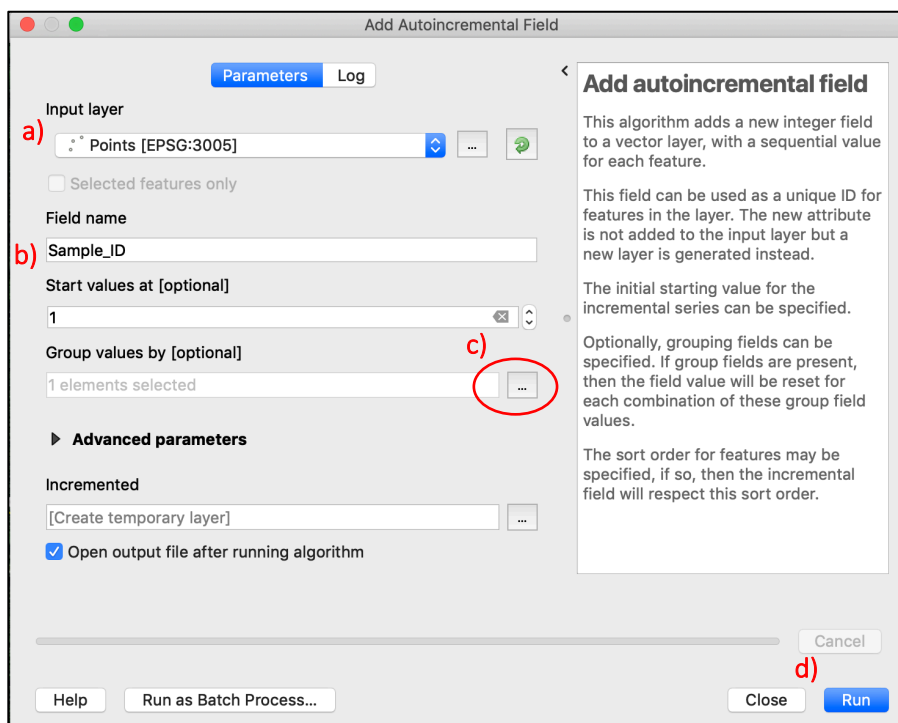 Add Autoincremental Field
Parameters
Log
Input layer
a)
Points [EPSG:3005]
...
Selected features only
Field name
b)
Sample_ID
Start values at [optional]
1
c)
Group values by [optional]
1 elements selected
...
Advanced parameters
Incremented
[Create temporary layer]
...
Open output file after running algorithm
<
Add autoincremental field
This algorithm adds a new integer field
to a vector layer, with a sequential value
for each feature.
This field can be used as a unique ID for
features in the layer. The new attribute
is not added to the input layer but a
new layer is generated instead.
The initial starting value for the
incremental series can be specified.
Optionally, grouping fields can be
specified. If group fields are present,
then the field value will be reset for
each combination of these group field
values.
The sort order for features may be
specified, if so, then the incremental
field will respect this sort order.
Cancel
d)
Help
Run as Batch Process...
Close
Run